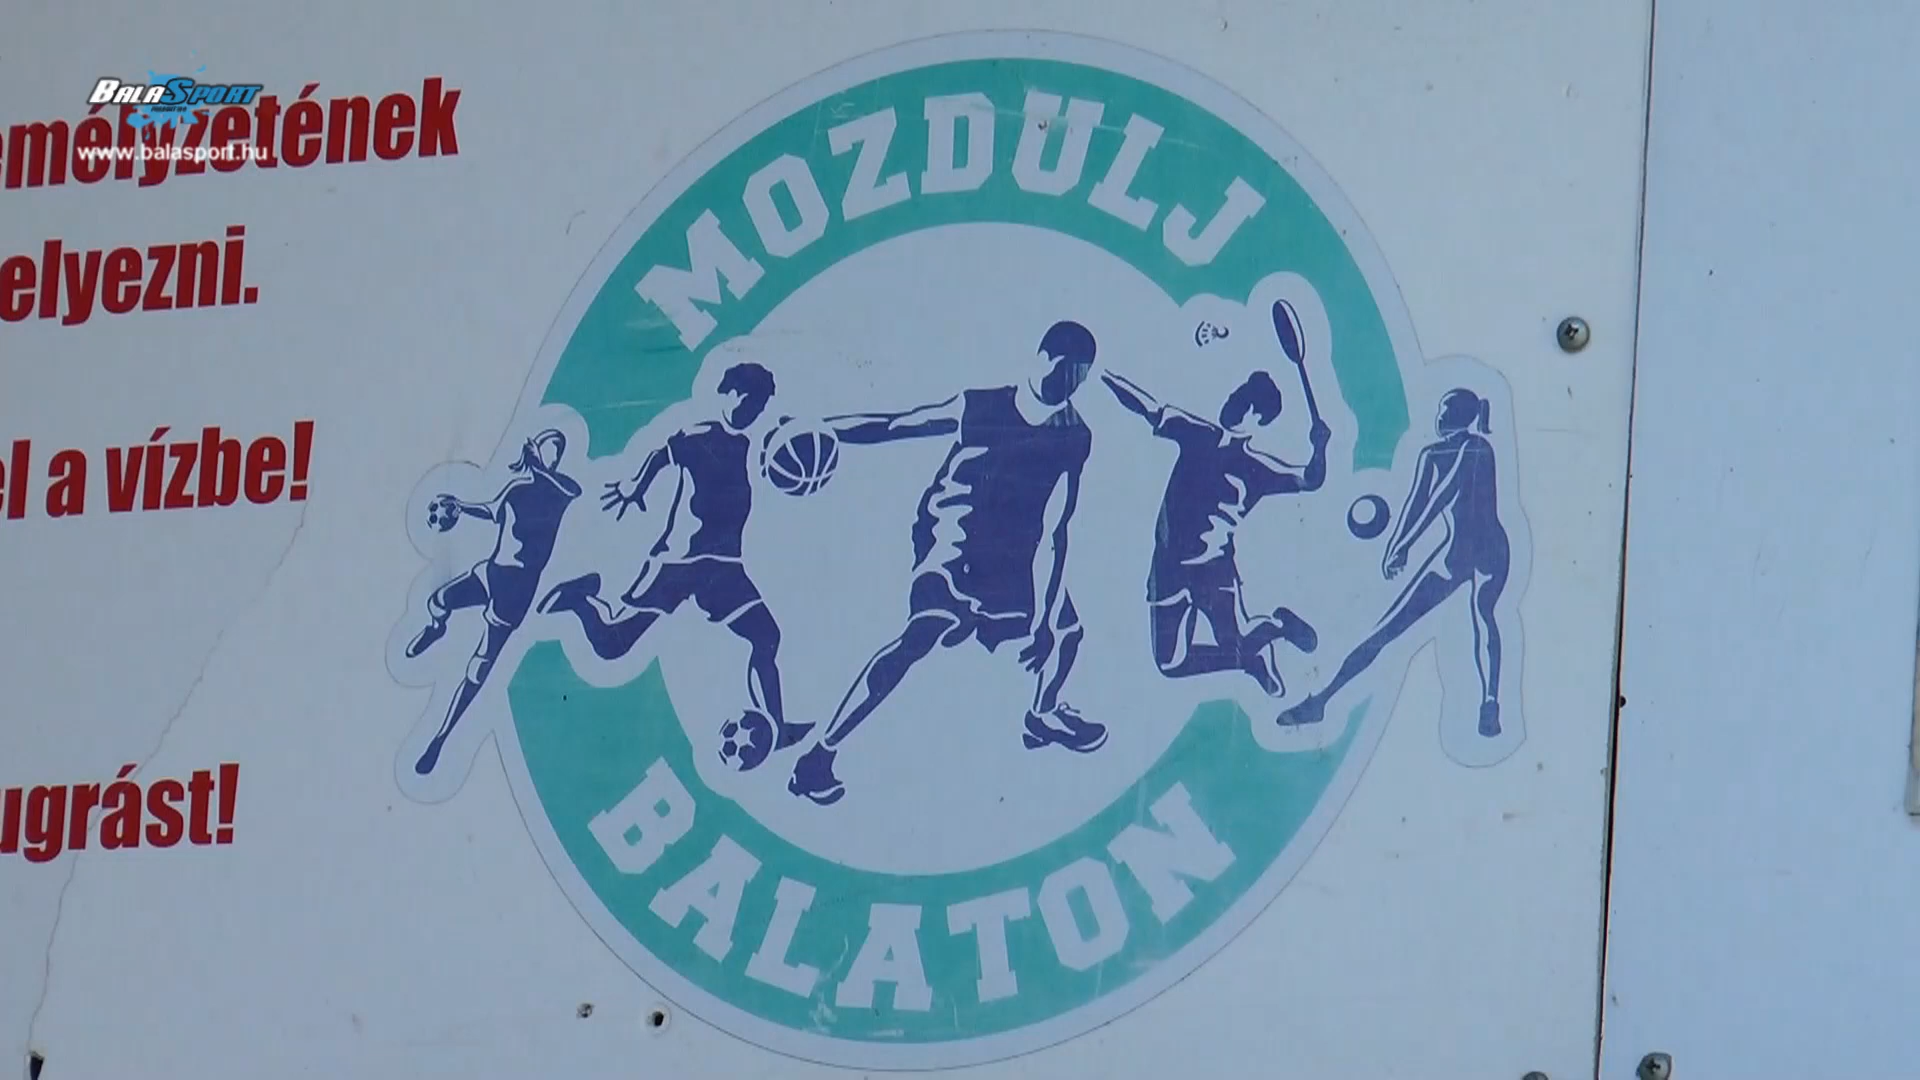 BALASPORT
www.balasport.hu
emélyzetének
elyezni.
el a vízbe!
ugrást!
MOZDULJ
BALATON